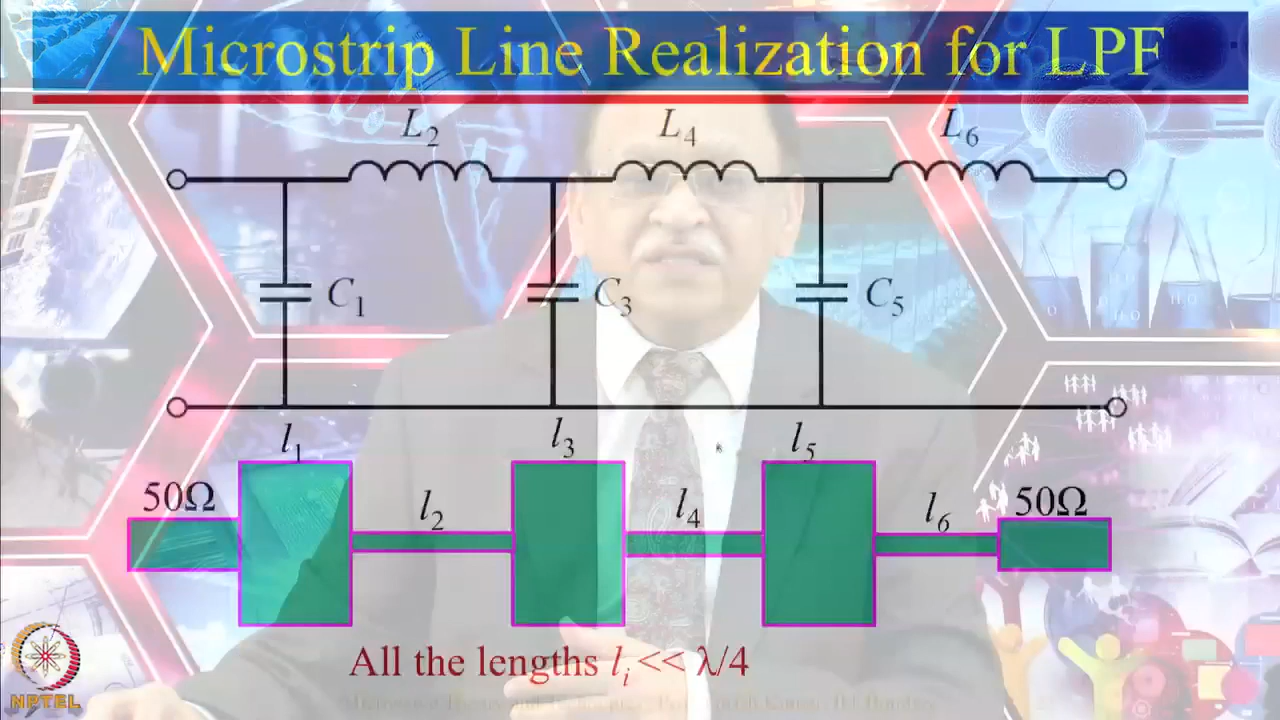 Microstrip Line Realization for LPF
L2 L4 L6
C1 C3 C5
l1 l3 l5
50Ω l2 l4 l6 50Ω
All the lengths li << λ/4
NPTEL